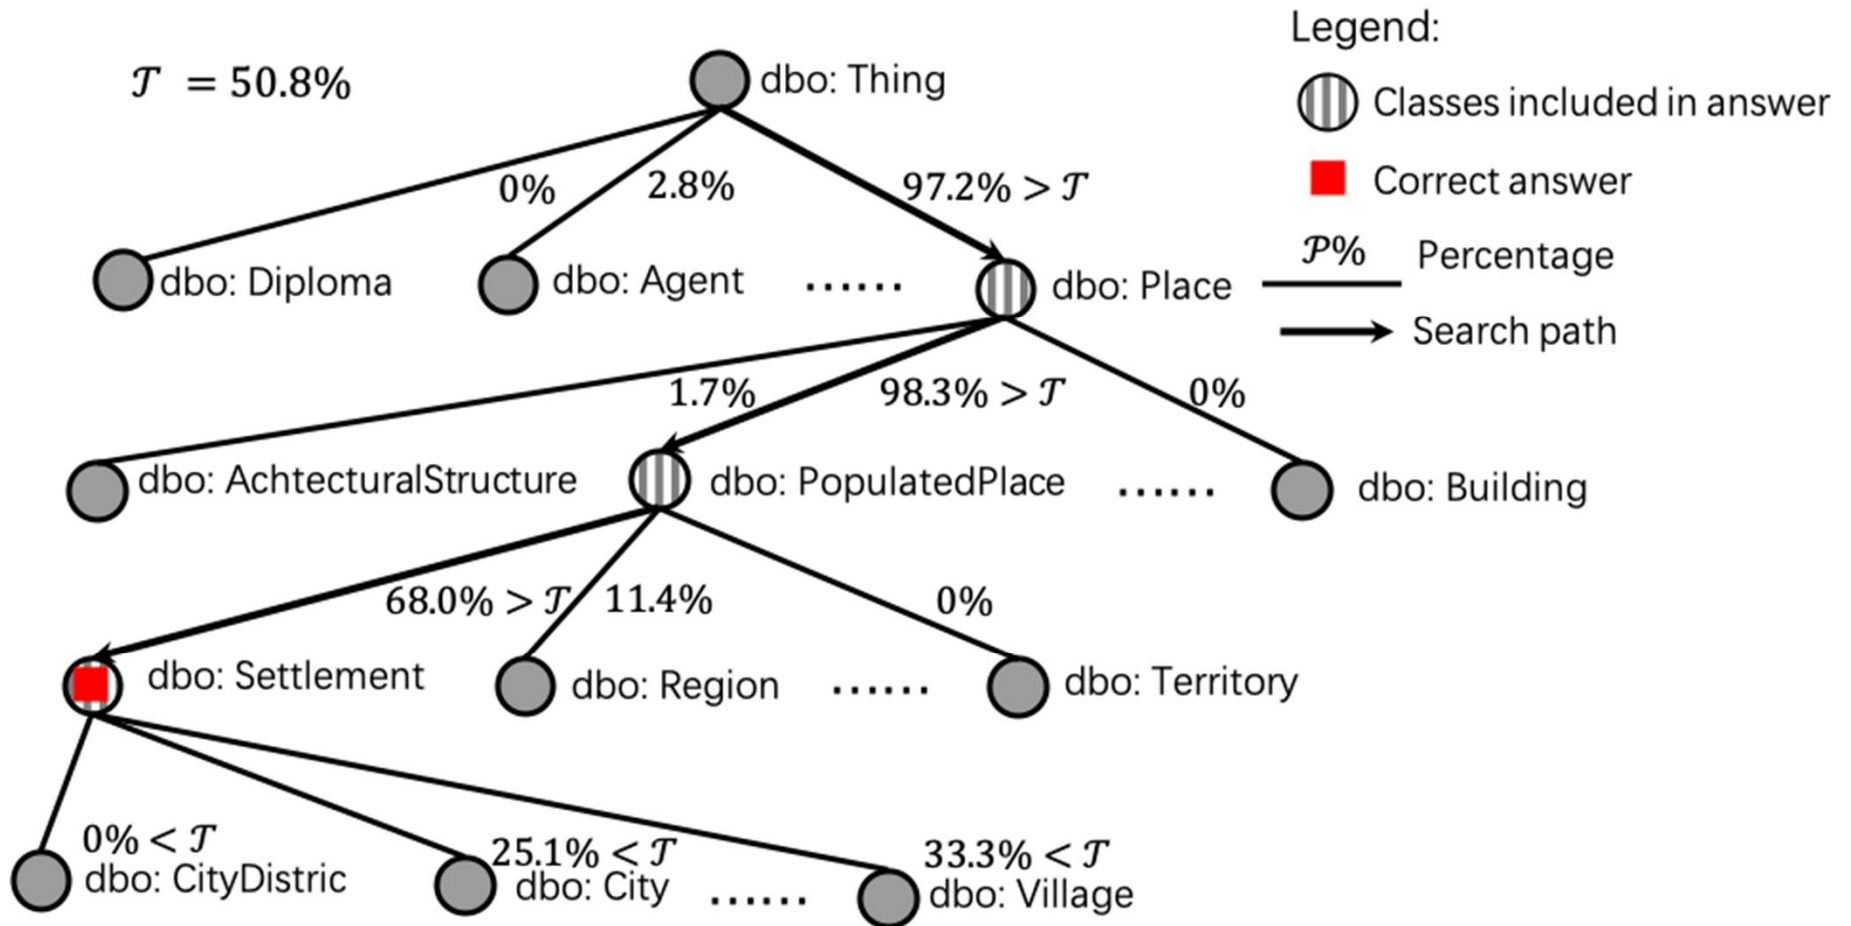 Legend:
𝒯 = 50.8%
dbo: Thing
Classes included in answer
0%
2.8%
97.2% > 𝒯
Correct answer
𝒫%
Percentage
dbo: Diploma
dbo: Agent
......
dbo: Place
Search path
1.7%
98.3% > 𝒯
0%
dbo: AchtecturalStructure
dbo: PopulatedPlace
......
dbo: Building
68.0% > 𝒯
11.4%
0%
dbo: Settlement
dbo: Region
......
dbo: Territory
0% < 𝒯
25.1% < 𝒯
33.3% < 𝒯
dbo: CityDistric
dbo: City
......
dbo: Village